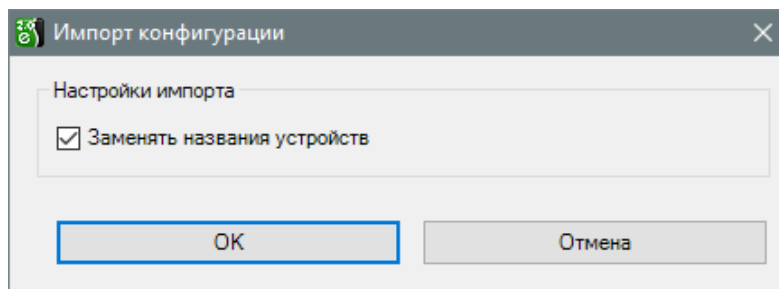 Импорт конфигурации
Настройки импорта
Заменять названия устройств
OK
Отмена